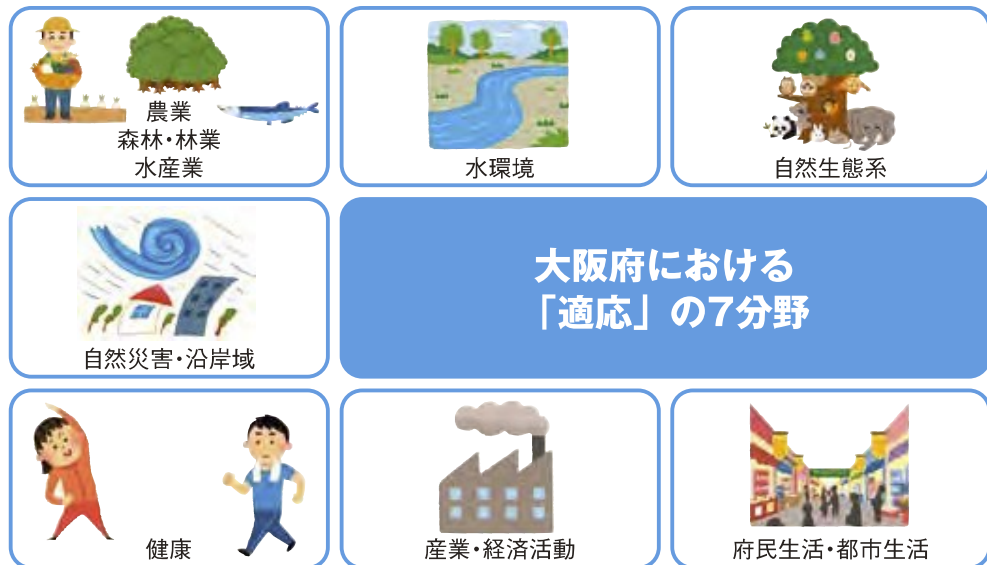 農業
森林・林業
水産業
水環境
自然生態系
自然災害・沿岸域
大阪府における
「適応」の7分野
健康
産業・経済活動
府民生活・都市生活